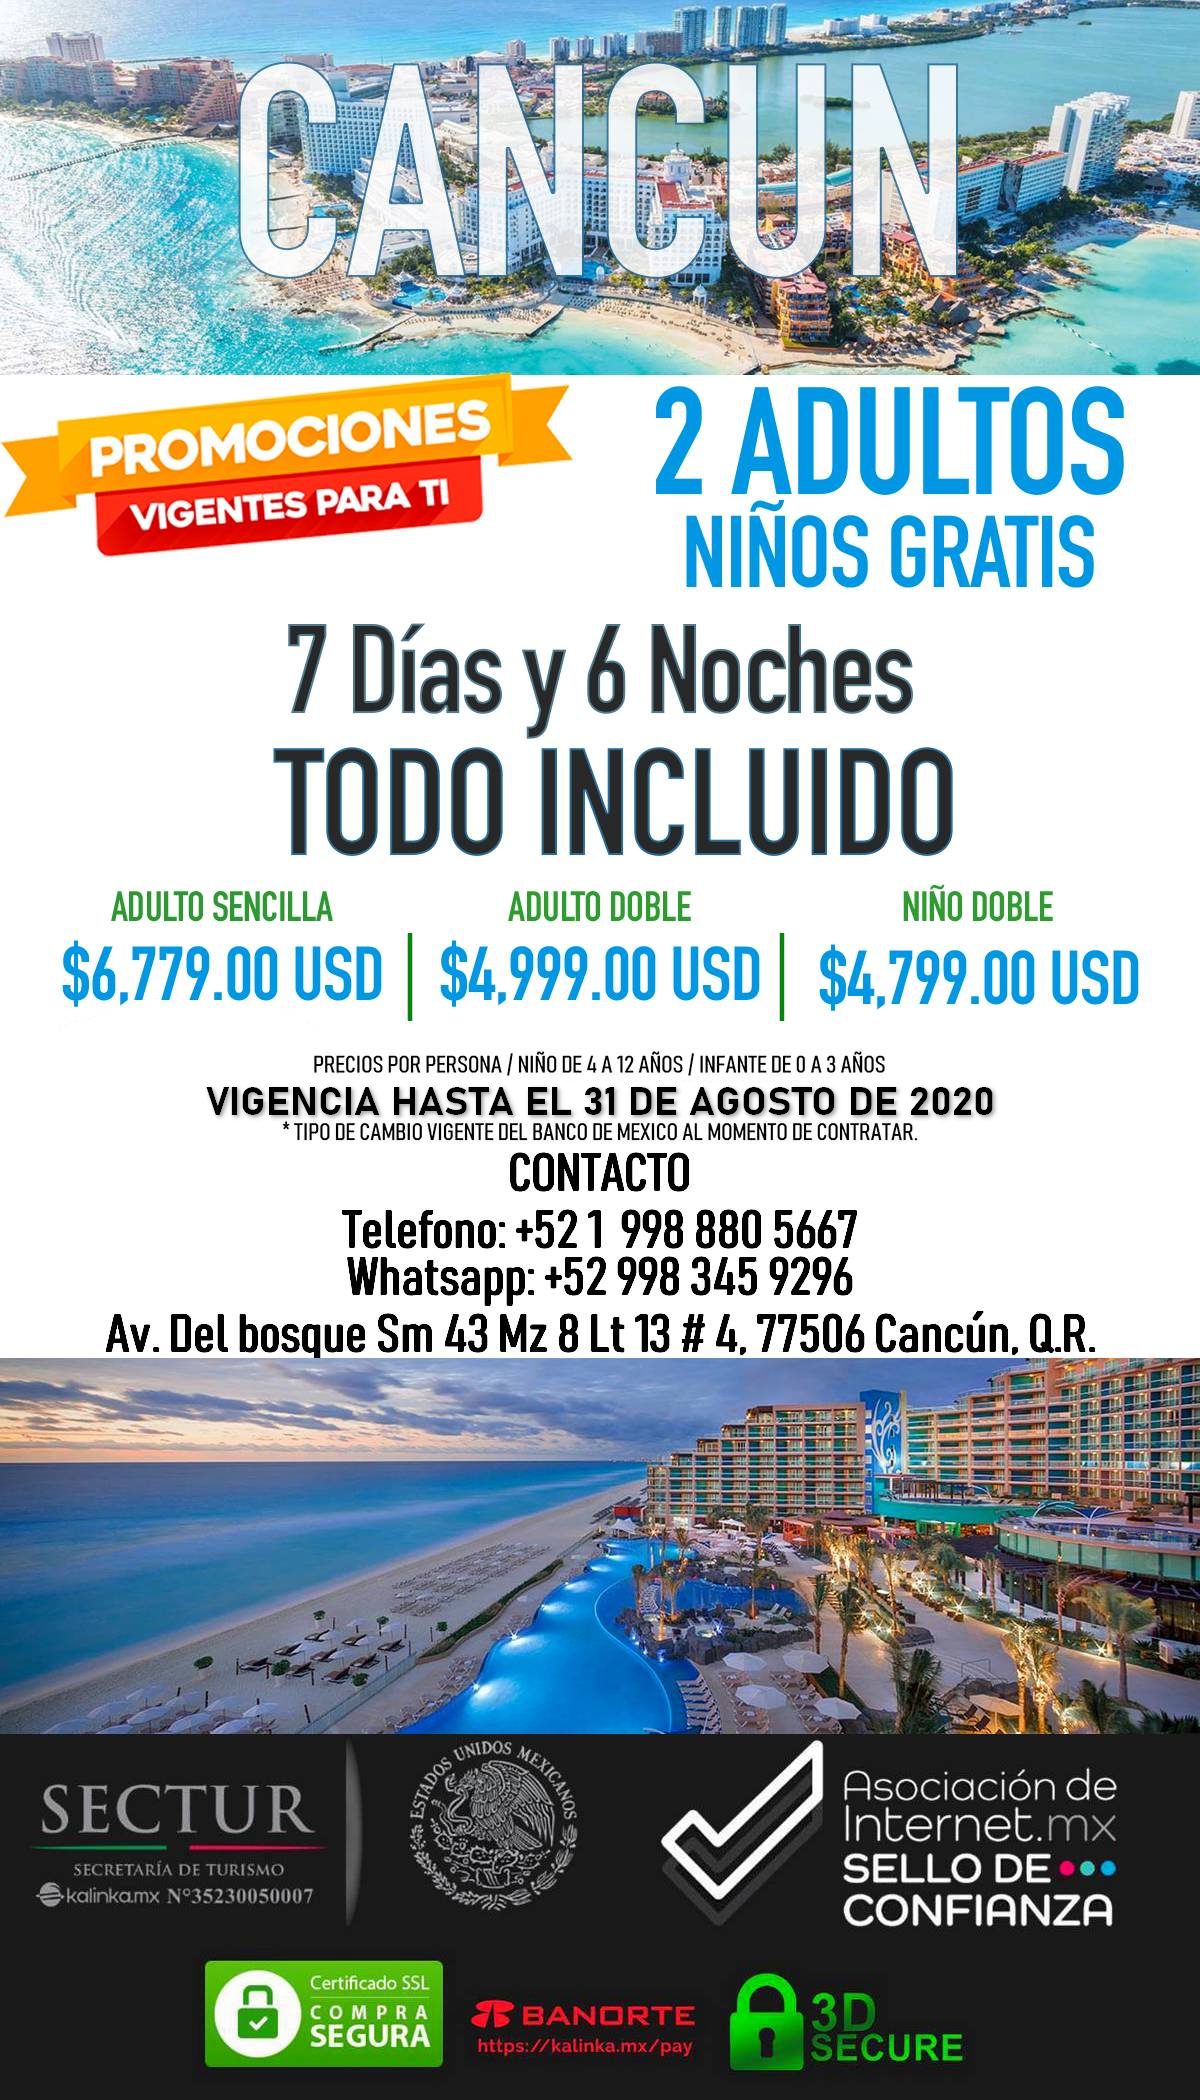 CANCUN
PROMOCIONES
VIGENTES PARA TI
2 ADULTOS
NIÑOS GRATIS
7 Días y 6 Noches
TODO INCLUIDO
ADULTO SENCILLA
$6,779.00 USD
ADULTO DOBLE
$4,999.00 USD
NIÑO DOBLE
$4,799.00 USD
PRECIOS POR PERSONA / NIÑO DE 4 A 12 AÑOS / INFANTE DE 0 A 3 AÑOS
VIGENCIA HASTA EL 31 DE AGOSTO DE 2020
* TIPO DE CAMBIO VIGENTE DEL BANCO DE MEXICO AL MOMENTO DE CONTRATAR.
CONTACTO
Telefono: +52 1 998 880 5667
Whatsapp: +52 998 345 9296
Av. Del bosque Sm 43 Mz 8 Lt 13 # 4, 77506 Cancún, Q.R.
SECTUR
SECRETARÍA DE TURISMO
kalinka.mx N°35230050007
ESTADOS UNIDOS MEXICANOS
Asociación de
Internet.mx
SELLO DE
CONFIANZA
Certificado SSL
COMPRA
SEGURA
BANORTE
https://kalinka.mx/pay
3D
SECURE